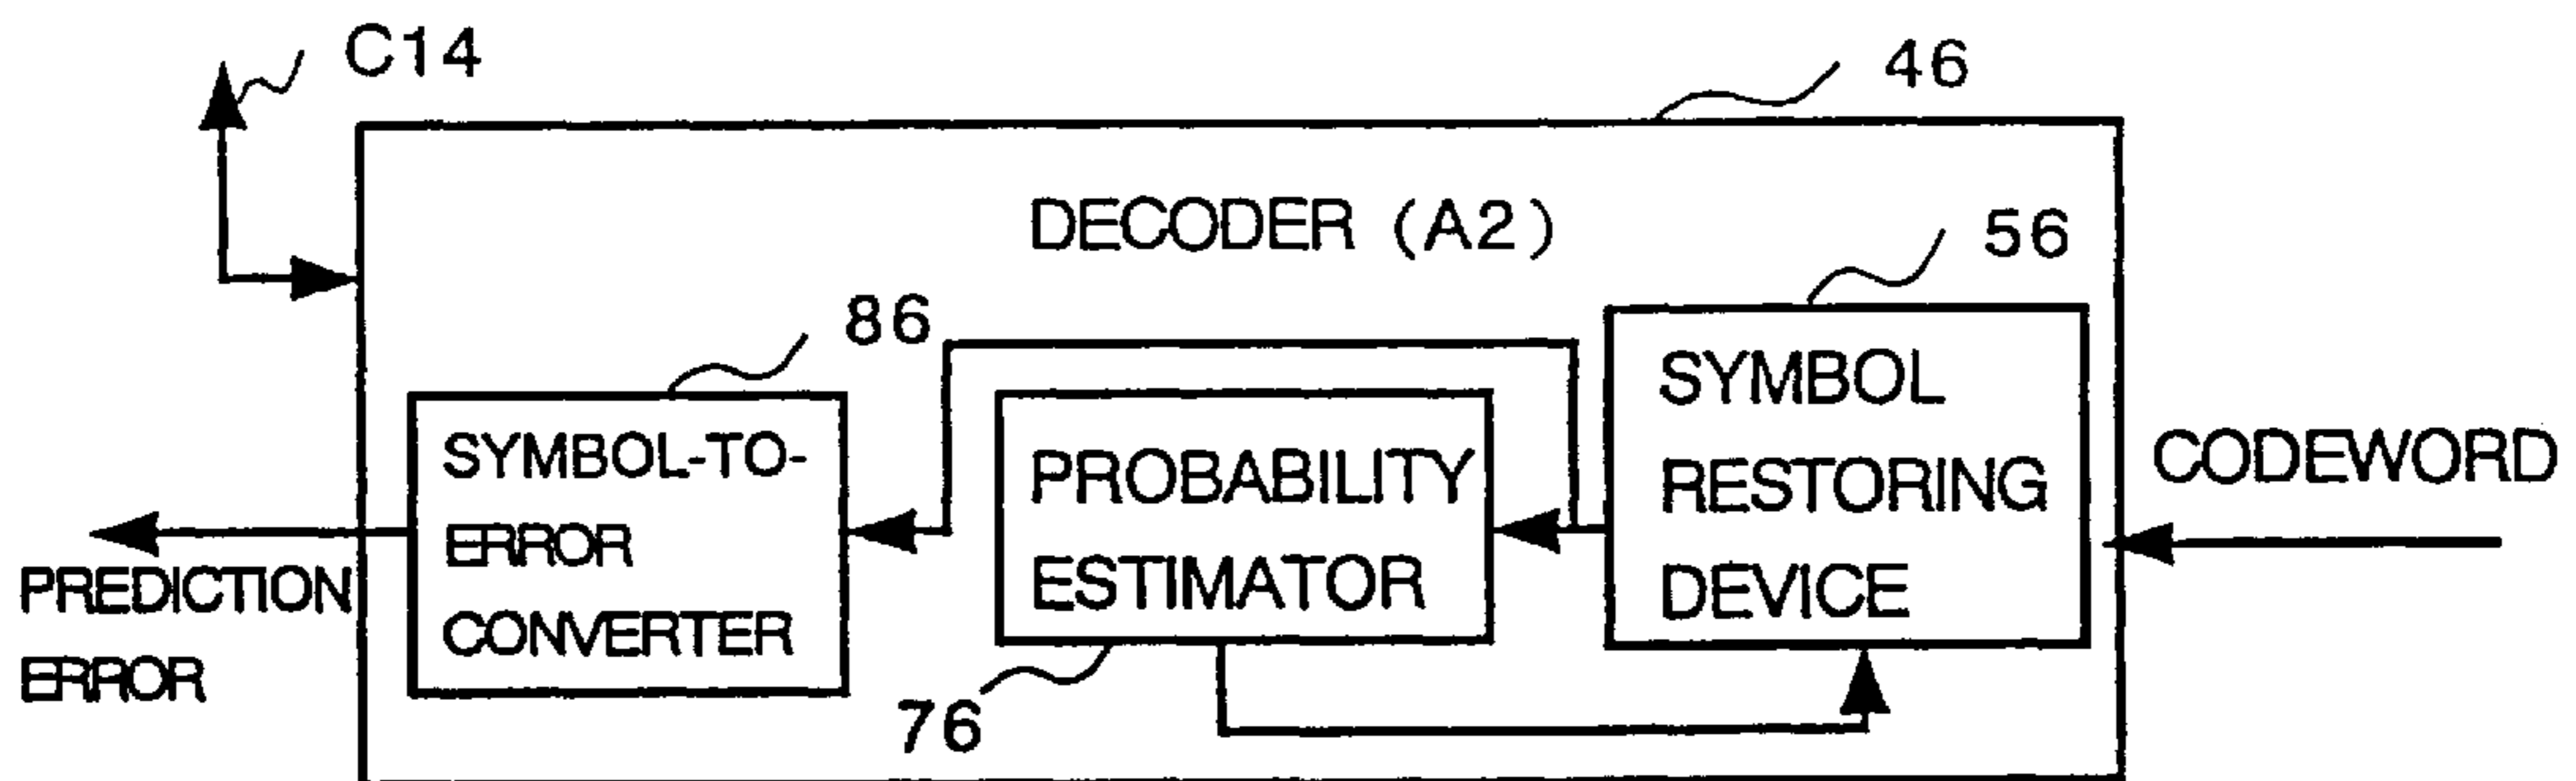 C14
46
DECODER (A2)
56
86
SYMBOL
RESTORING
DEVICE
SYMBOL-TO-
ERROR
CONVERTER
PROBABILITY
ESTIMATOR
CODEWORD
PREDICTION
ERROR
76